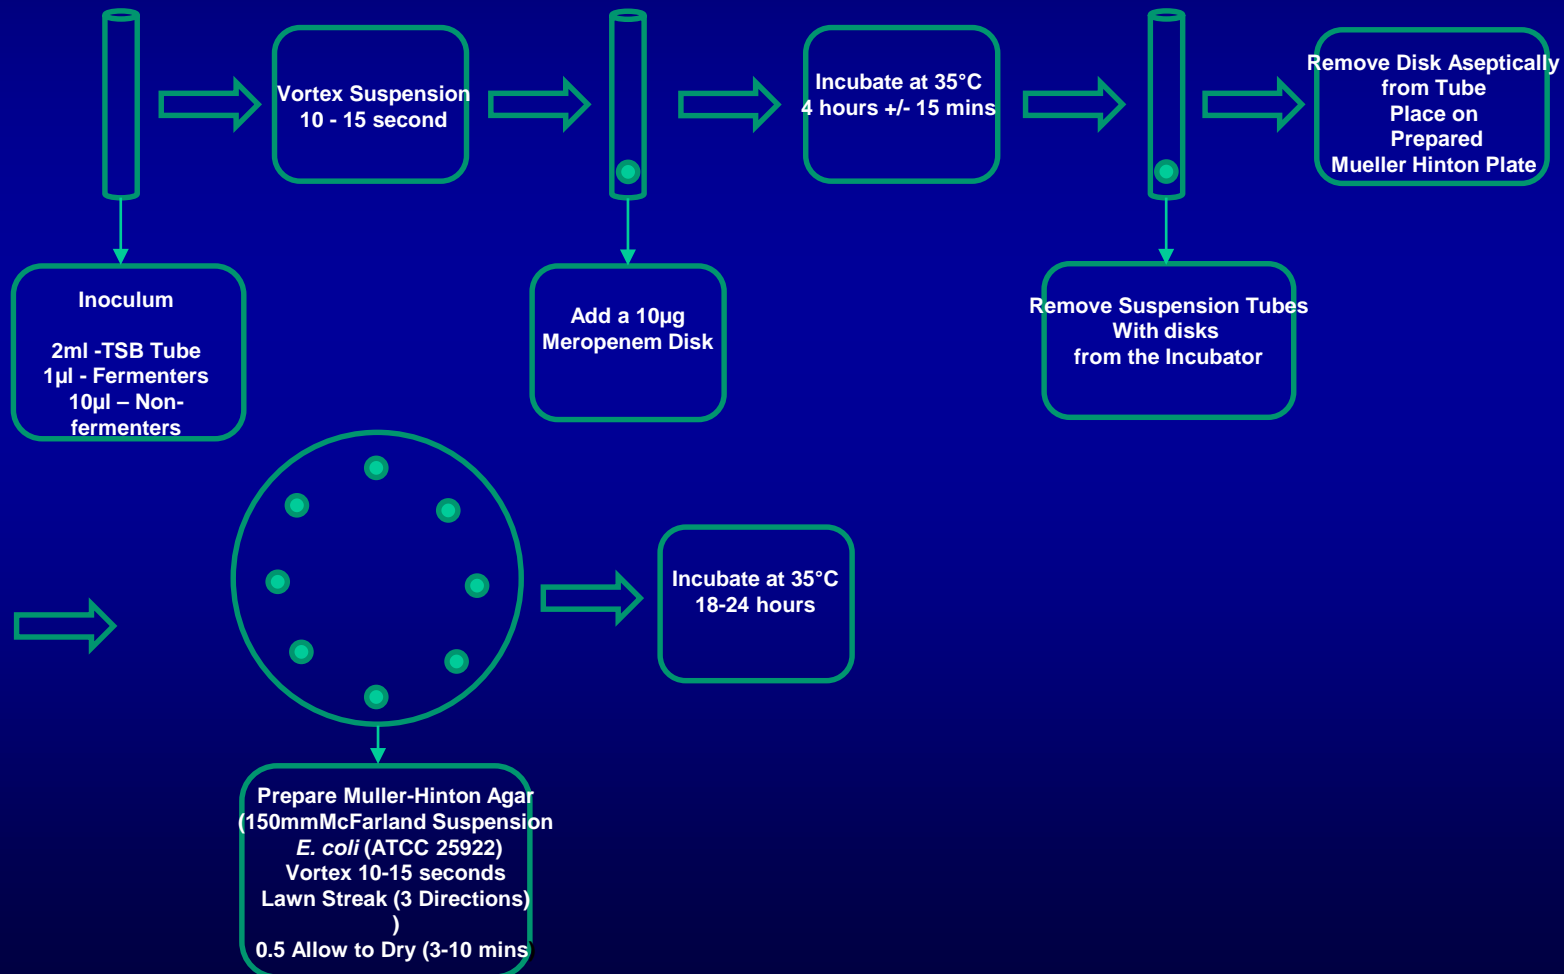 Vortex Suspension
10 - 15 second
Incubate at 35°C
4 hours +/- 15 mins
Remove Disk Aseptically
from Tube
Place on
Prepared
Mueller Hinton Plate
Inoculum
2ml -TSB Tube
1µl - Fermenters
10µl – Non-
fermenters
Add a 10µg
Meropenem Disk
Remove Suspension Tubes
With disks
from the Incubator
Incubate at 35°C
18-24 hours
Prepare Muller-Hinton Agar
(150mmMcFarland Suspension
E. coli (ATCC 25922)
Vortex 10-15 seconds
Lawn Streak (3 Directions)
)
0.5 Allow to Dry (3-10 mins)